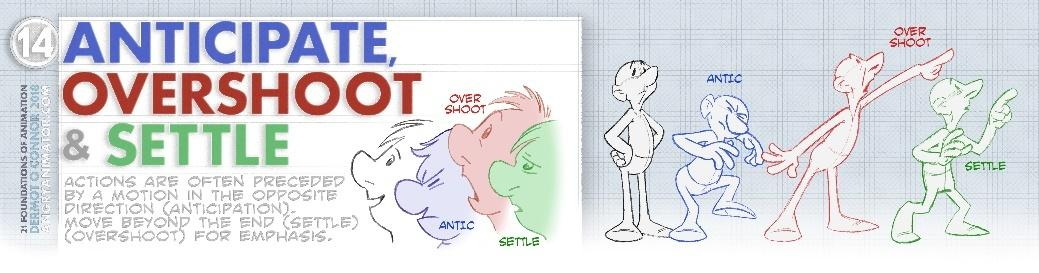 14
ANTICIPATE,
OVERSHOOT
& SETTLE
ACTIONS ARE OFTEN PRECEDED
BY A MOTION IN THE OPPOSITE
DIRECTION (ANTICIPATION).
MOVE BEYOND THE END (SETTLE)
(OVERSHOOT) FOR EMPHASIS.
21 FOUNDATIONS OF ANIMATION
DERMOT O CONNOR 2018
ANGRYANIMATOR.COM
OVER
SHOOT
ANTIC
SETTLE
ANTIC
OVER
SHOOT
SETTLE